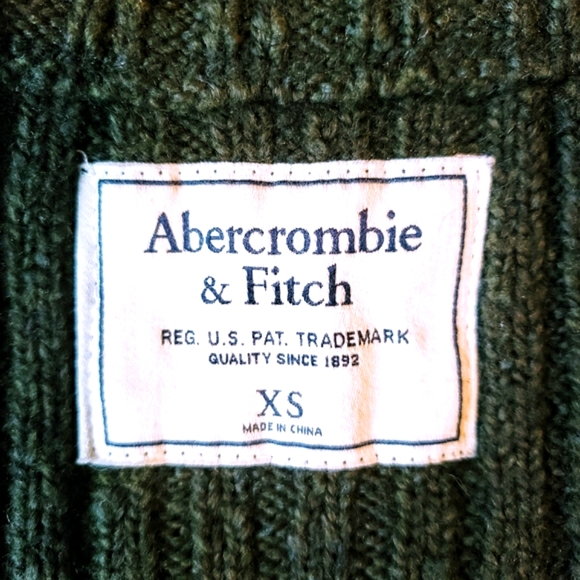 Abercrombie
& Fitch
REG. U.S. PAT. TRADEMARK
QUALITY SINCE 1892
XS
MADE IN CHINA